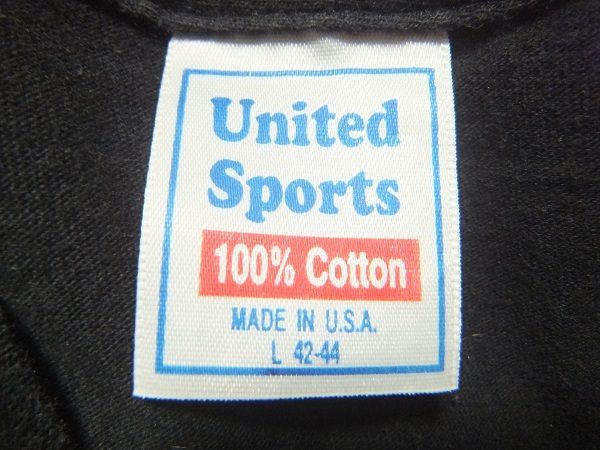 United
Sports
100% Cotton
MADE IN U.S.A.
L 42-44